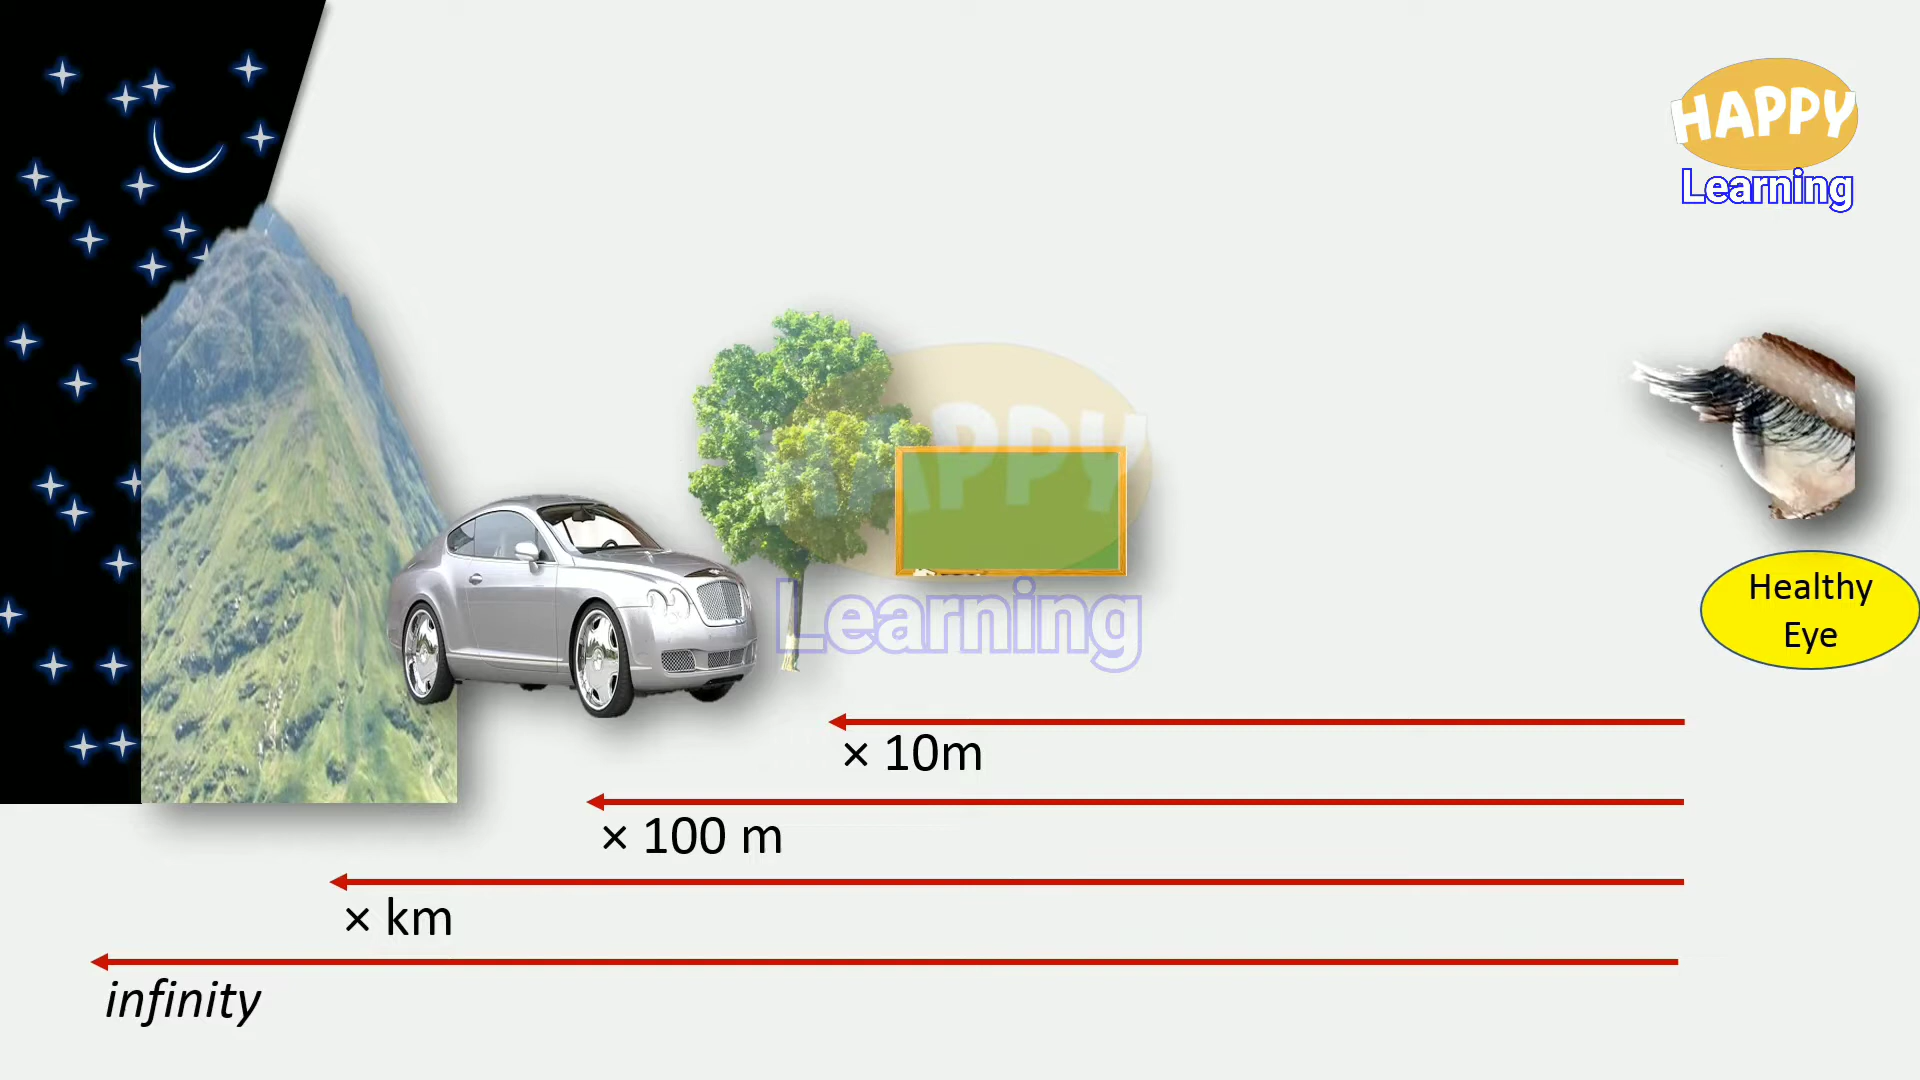 HAPPY
Learning
HAPPY
Learning
Healthy
Eye
× 10m
× 100 m
× km
infinity